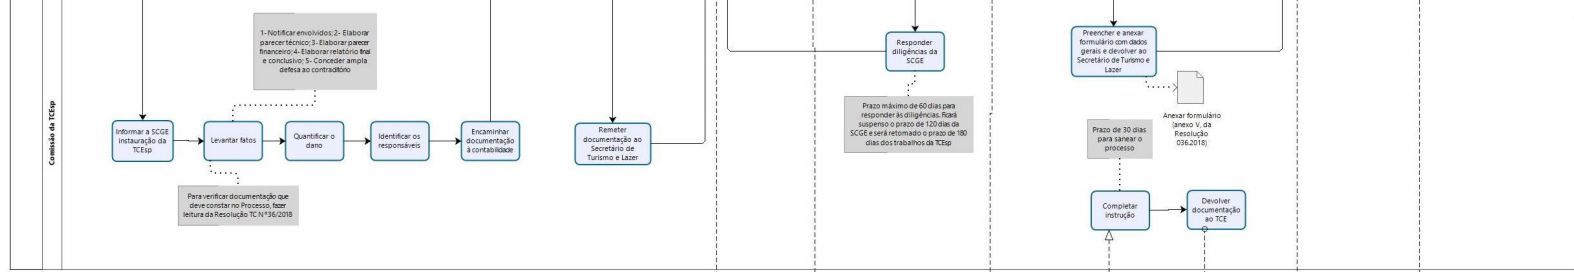 Comissão da TCEsp
1- Notificar envolvidos; 2- Elaborar
parecer técnico; 3- Elaborar parecer
financeiro; 4- Elaborar relatório final
e conclusivo; 5- Conceder ampla
defesa ao contraditório
Informar a SCGE
instauração da
TCEsp
Levantar fatos
Quantificar o
dano
Identificar os
responsáveis
Encaminhar
documentação
à contabilidade
Para verificar documentação que
deve constar no Processo, fazer
leitura da Resolução TC Nº36/2018
Remeter
documentação ao
Secretário de
Turismo e Lazer
Responder
diligências da
SCGE
Prazo máximo de 60 dias para
responder às diligências. Ficará
suspenso o prazo de 120 dias da
SCGE e será retomado o prazo de 180
dias dos trabalhos da TCEsp
Preencher e anexar
formulário com dados
gerais e devolver ao
Secretário de Turismo e
Lazer
Anexar formulário
(anexo V, da
Resolução
036.2018)
Prazo de 30 dias
para sanear o
processo
Completar
instrução
Devolver
documentação
ao TCE